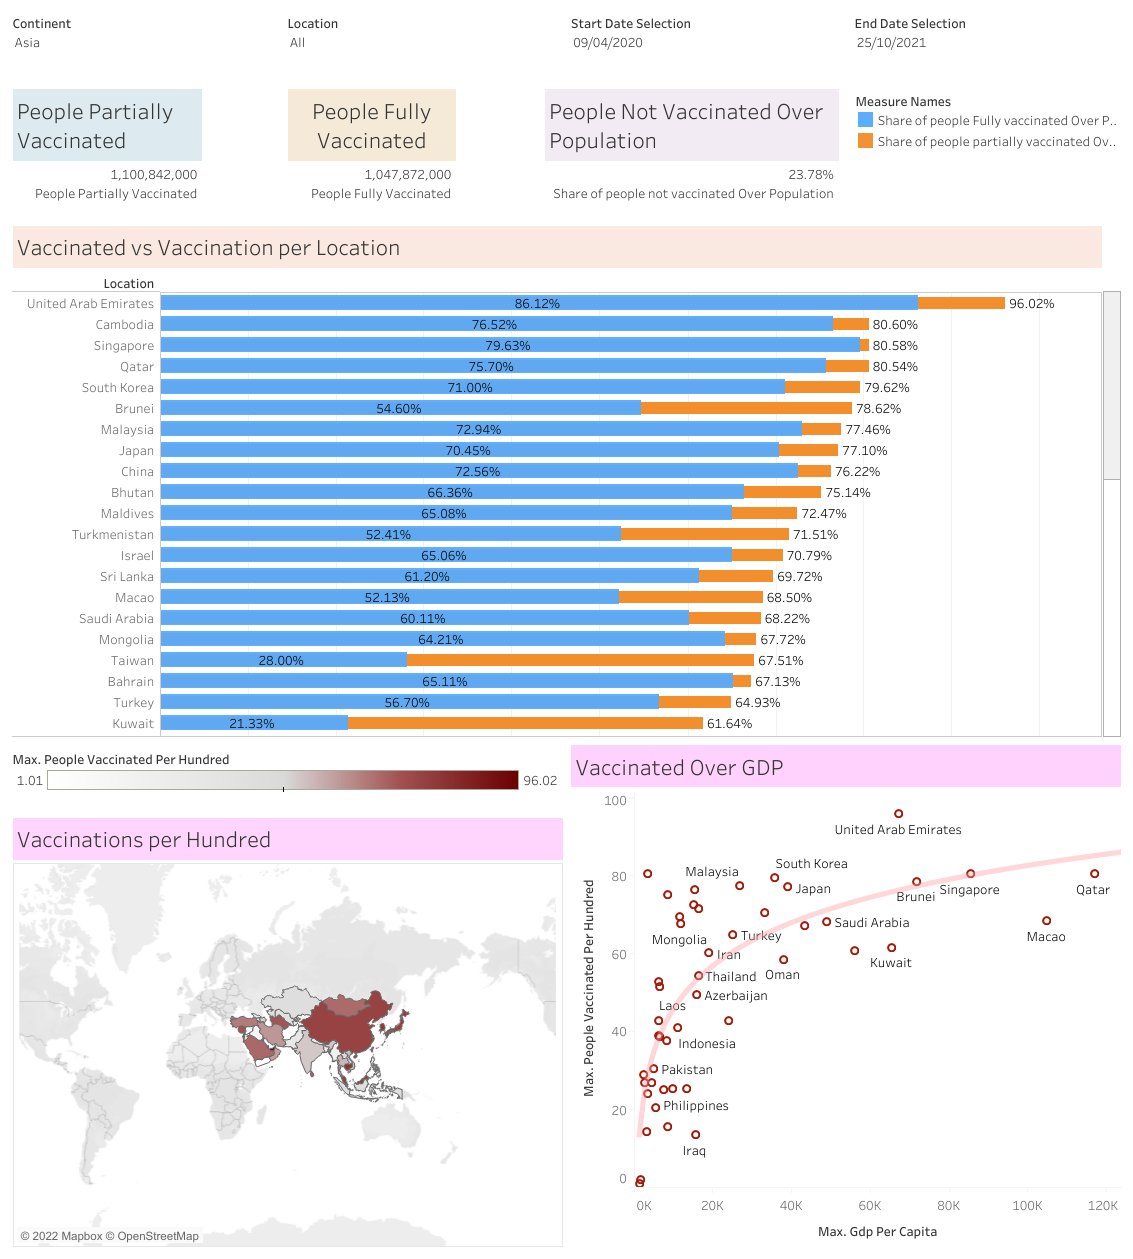 Continent
Location
Start Date Selection
End Date Selection
Asia
All
09/04/2020
25/10/2021
People Partially
Vaccinated
People Fully
Vaccinated
People Not Vaccinated Over
Population
Measure Names
Share of people Fully vaccinated Over P..
Share of people partially vaccinated Ov..
1,100,842,000
People Partially Vaccinated
1,047,872,000
People Fully Vaccinated
23.78%
Share of people not vaccinated Over Population
Vaccinated vs Vaccination per Location
Location
United Arab Emirates 86.12% 96.02%
Cambodia 76.52% 80.60%
Singapore 79.63% 80.58%
Qatar 75.70% 80.54%
South Korea 71.00% 79.62%
Brunei 54.60% 78.62%
Malaysia 72.94% 77.46%
Japan 70.45% 77.10%
China 72.56% 76.22%
Bhutan 66.36% 75.14%
Maldives 65.08% 72.47%
Turkmenistan 52.41% 71.51%
Israel 65.06% 70.79%
Sri Lanka 61.20% 69.72%
Macao 52.13% 68.50%
Saudi Arabia 60.11% 68.22%
Mongolia 64.21% 67.72%
Taiwan 28.00% 67.51%
Bahrain 65.11% 67.13%
Turkey 56.70% 64.93%
Kuwait 21.33% 61.64%
Max. People Vaccinated Per Hundred
1.01 96.02
Vaccinations per Hundred
© 2022 Mapbox © OpenStreetMap
Vaccinated Over GDP
Max. People Vaccinated Per Hundred
100
80
60
40
20
0
United Arab Emirates
South Korea
Malaysia
Japan
Brunei
Singapore
Qatar
Saudi Arabia
Macao
Mongolia
Turkey
Iran
Kuwait
Oman
Thailand
Azerbaijan
Laos
Indonesia
Pakistan
Philippines
Iraq
0K 20K 40K 60K 80K 100K 120K
Max. Gdp Per Capita